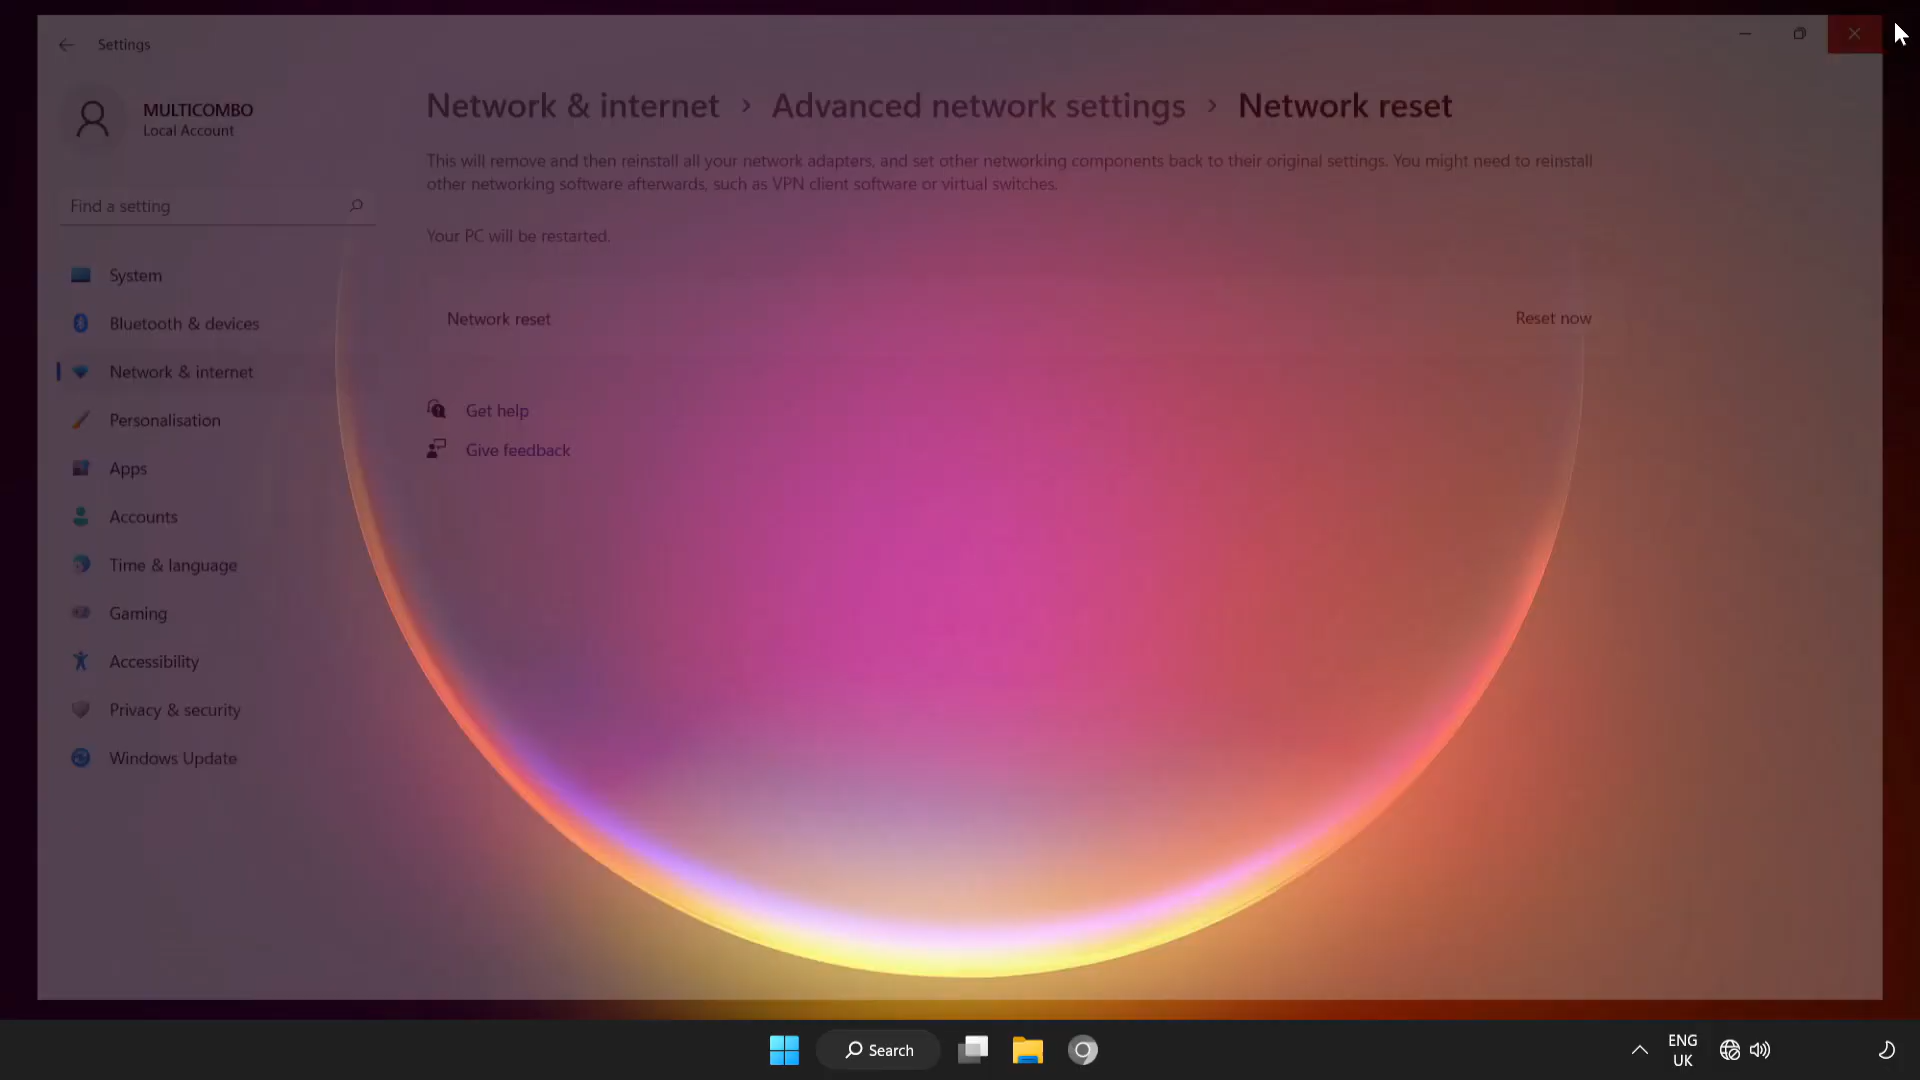 Settings
MULTICOMBO
Local Account
Find a setting
System
Bluetooth & devices
Network & internet
Personalisation
Apps
Accounts
Time & language
Gaming
Accessibility
Privacy & security
Windows Update
Network & internet > Advanced network settings > Network reset
This will remove and then reinstall all your network adapters, and set other networking components back to their original settings. You might need to reinstall
other networking software afterwards, such as VPN client software or virtual switches.
Your PC will be restarted.
Network reset
Reset now
Get help
Give feedback
Search
ENG
UK